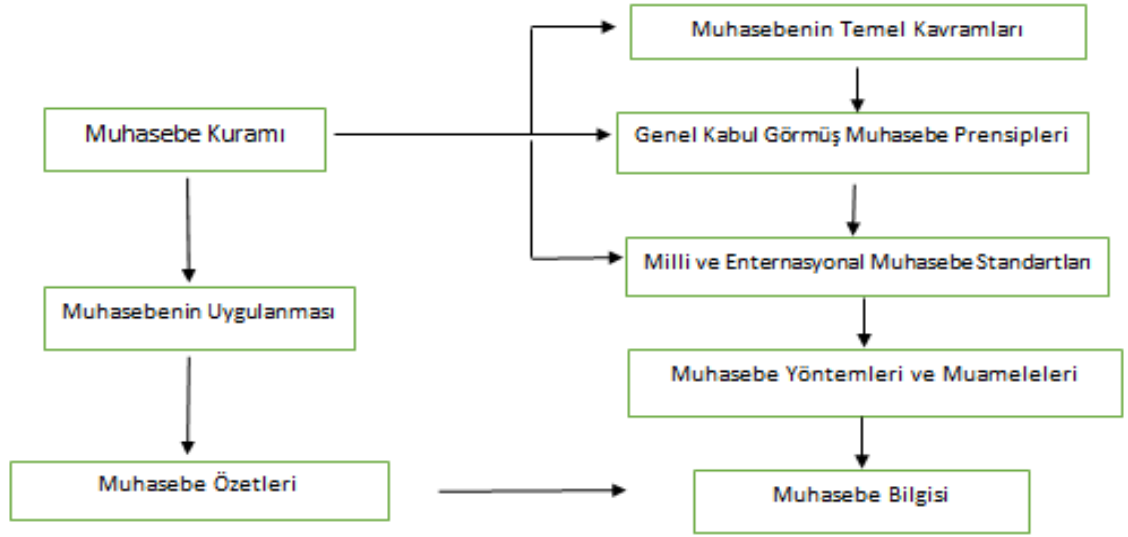 Muhasebenin Temel Kavramları
Muhasebe Kuramı
Genel Kabul Görmüş Muhasebe Prensipleri
Milli ve Enternasyonal Muhasebe Standartları
Muhasebenin Uygulanması
Muhasebe Yöntemleri ve Muameleleri
Muhasebe Özetleri
Muhasebe Bilgisi